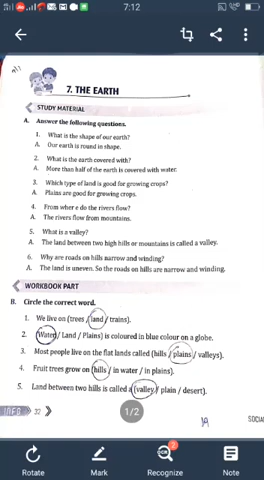 7:12
7. THE EARTH
STUDY MATERIAL
A. Answer the following questions.
1. What is the shape of our earth?
A. Our earth is round in shape.
2. What is the earth covered with?
A. More than half of the earth is covered with water.
3. Which type of land is good for growing crops?
A. Plains are good for growing crops.
4. From wher e do the rivers flow?
A. The rivers flow from mountains.
5. What is a valley?
A. The land between two high hills or mountains is called a valley.
6. Why are roads on hills narrow and winding?
A. The land is uneven. So the roads on hills are narrow and winding.
WORKBOOK PART
B. Circle the correct word.
1. We live on (trees / land / trains).
2. (Water / Land / Plains) is coloured in blue colour on a globe.
3. Most people live on the flat lands called (hills / plains / valleys).
4. Fruit trees grow on (hills / in water / in plains).
5. Land between two hills is called a (valley / plain / desert).
22
1/2
SOCIA
2
OCR
Rotate
Mark
Recognize
Note